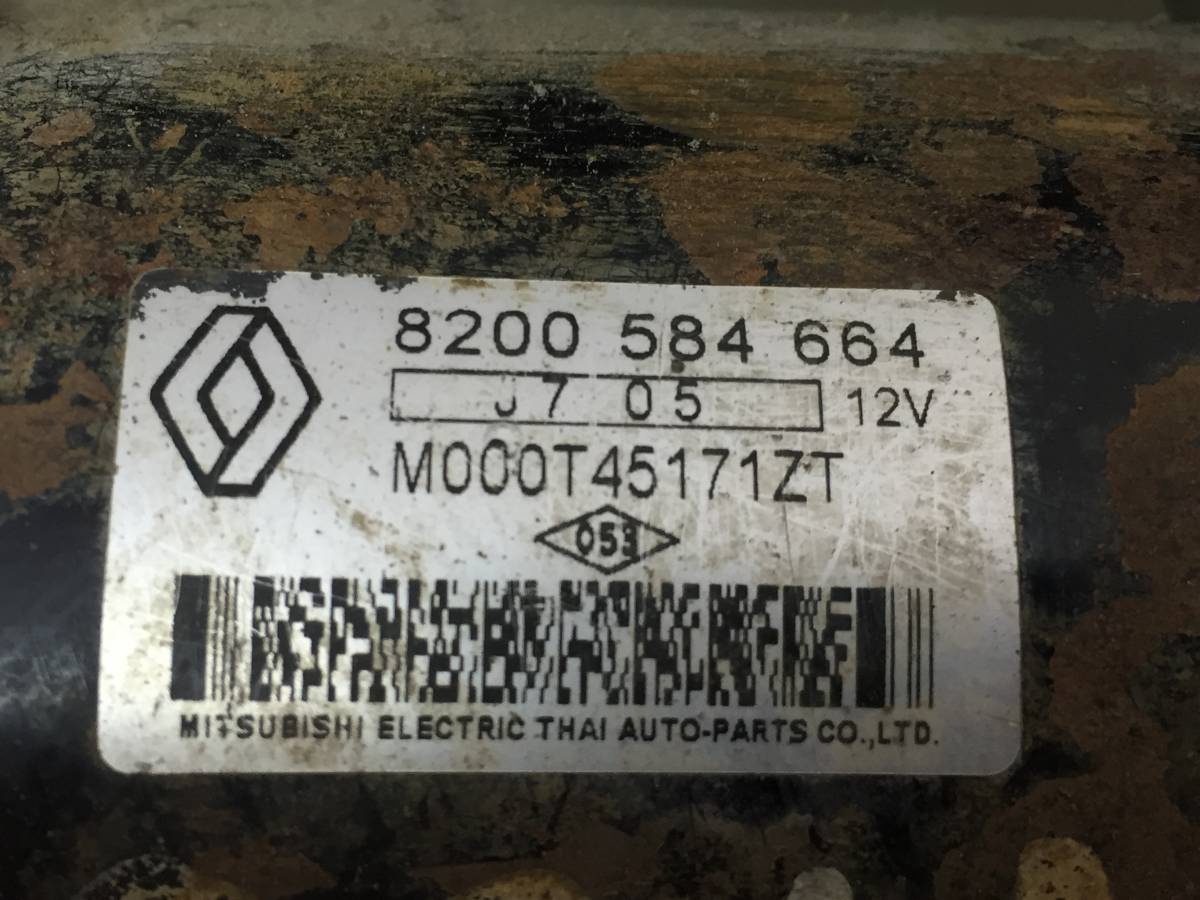 8200 584 664
J7 05
12V
M000T45171ZT
053
MITSUBISHI ELECTRIC THAI AUTO-PARTS CO.,LTD.